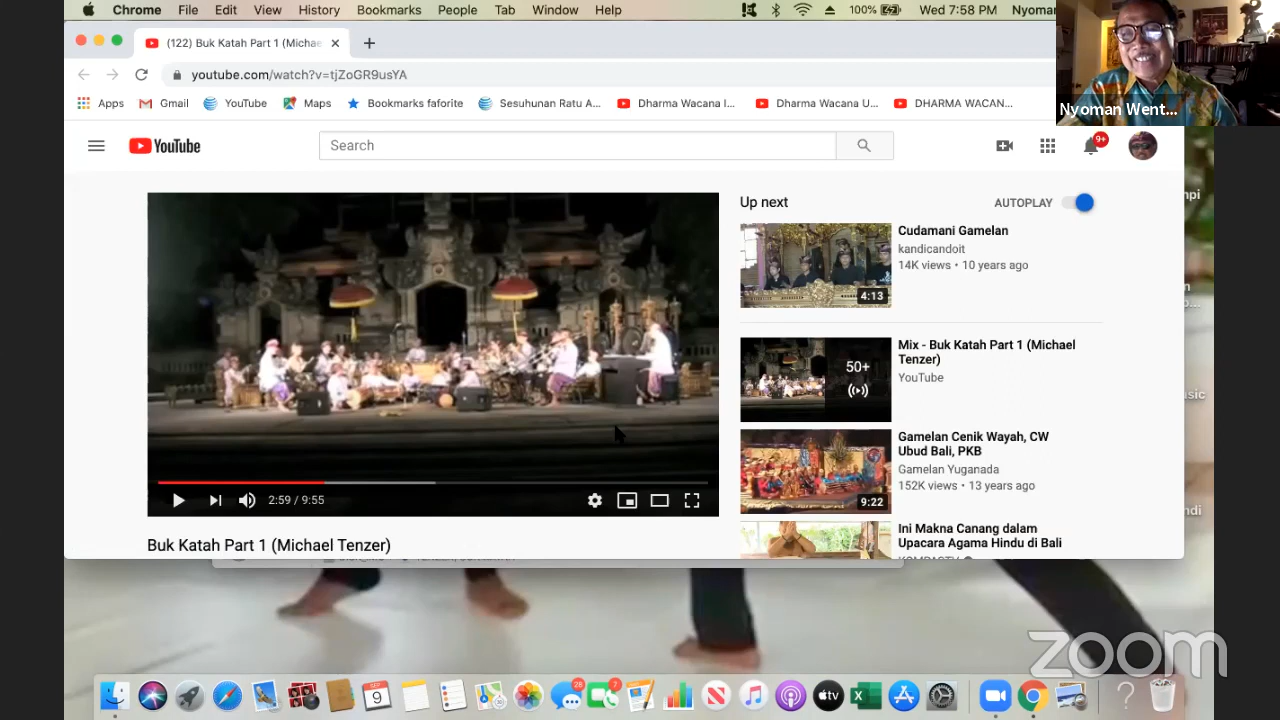 Chrome File Edit View History Bookmarks People Tab Window Help 100% Wed 7:58 PM Nyoman
(122) Buk Katah Part 1 (Michae
youtube.com/watch?v=tjZoGR9usYA
Nyoman Went...
Apps Gmail YouTube Maps Bookmarks faforite Sesuhunan Ratu A... Dharma Wacana I... Dharma Wacana U... DHARMA WACAN...
YouTube
Search
9+
Up next
AUTOPLAY
Cudamani Gamelan
kandicandoit
14K views • 10 years ago
4:13
Mix - Buk Katah Part 1 (Michael
Tenzer)
YouTube
50+
Gamelan Cenik Wayah, CW
Ubud Bali, PKB
Gamelan Yuganada
152K views • 13 years ago
9:22
2:59 / 9:55
Ini Makna Canang dalam
Upacara Agama Hindu di Bali
Buk Katah Part 1 (Michael Tenzer)
zoom
SEP
9
28
7
tv